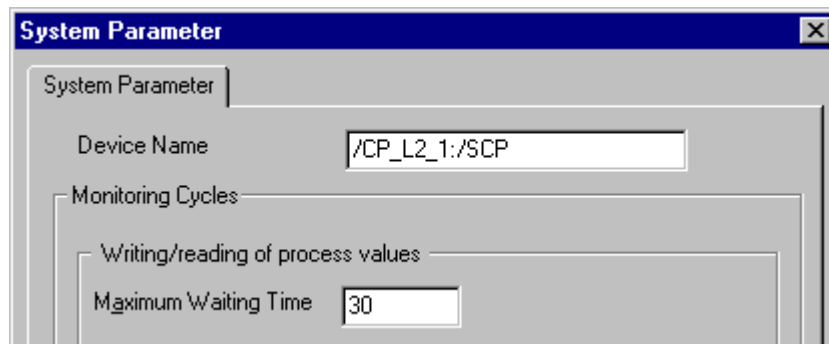 System Parameter
System Parameter
Device Name /CP_L2_1:/SCP
Monitoring Cycles
Writing/reading of process values
Maximum Waiting Time 30